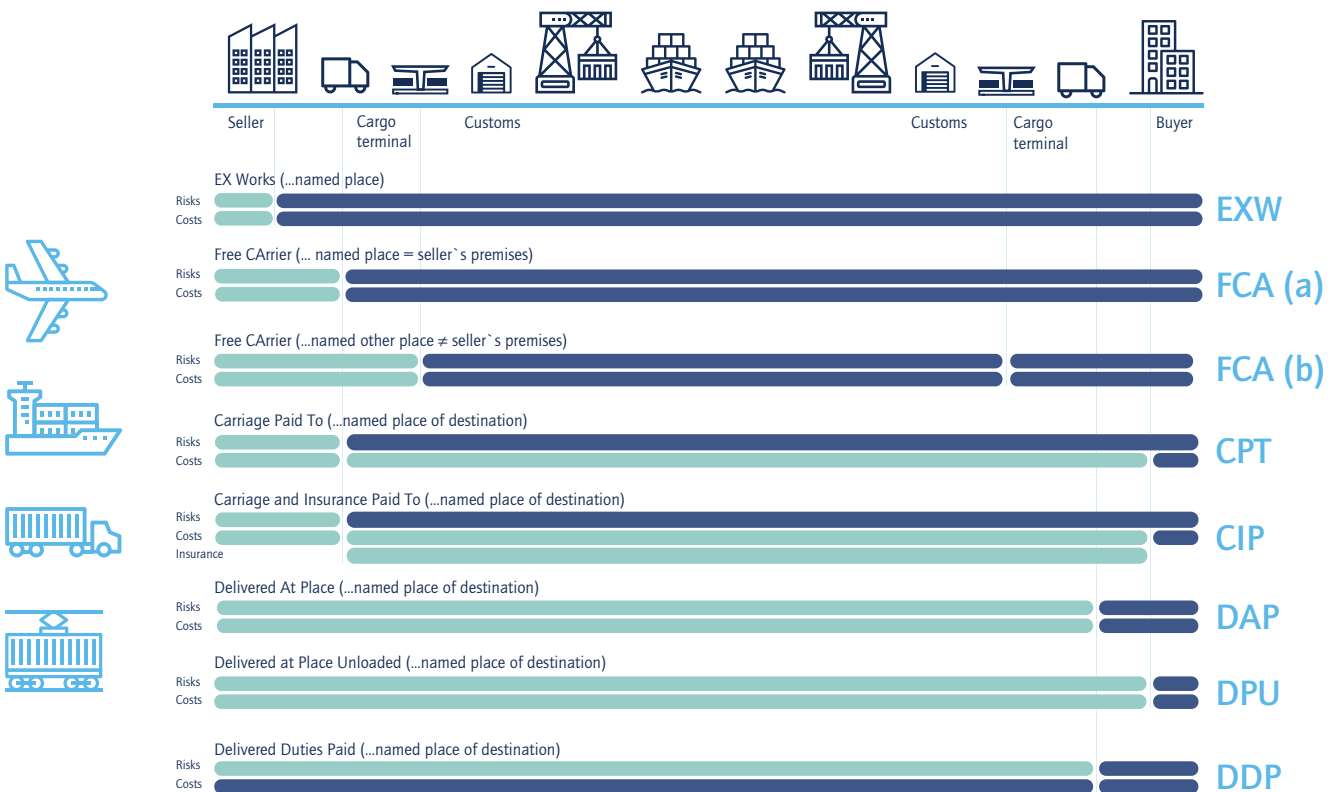 Seller
Cargo
terminal
Customs
Customs
Cargo
terminal
Buyer
EX Works (...named place)
Risks
Costs
EXW
Free CArrier (... named place = seller`s premises)
Risks
Costs
FCA (a)
Free CArrier (...named other place ≠ seller`s premises)
Risks
Costs
FCA (b)
Carriage Paid To (...named place of destination)
Risks
Costs
CPT
Carriage and Insurance Paid To (...named place of destination)
Risks
Costs
Insurance
CIP
Delivered At Place (...named place of destination)
Risks
Costs
DAP
Delivered at Place Unloaded (...named place of destination)
Risks
Costs
DPU
Delivered Duties Paid (...named place of destination)
Risks
Costs
DDP